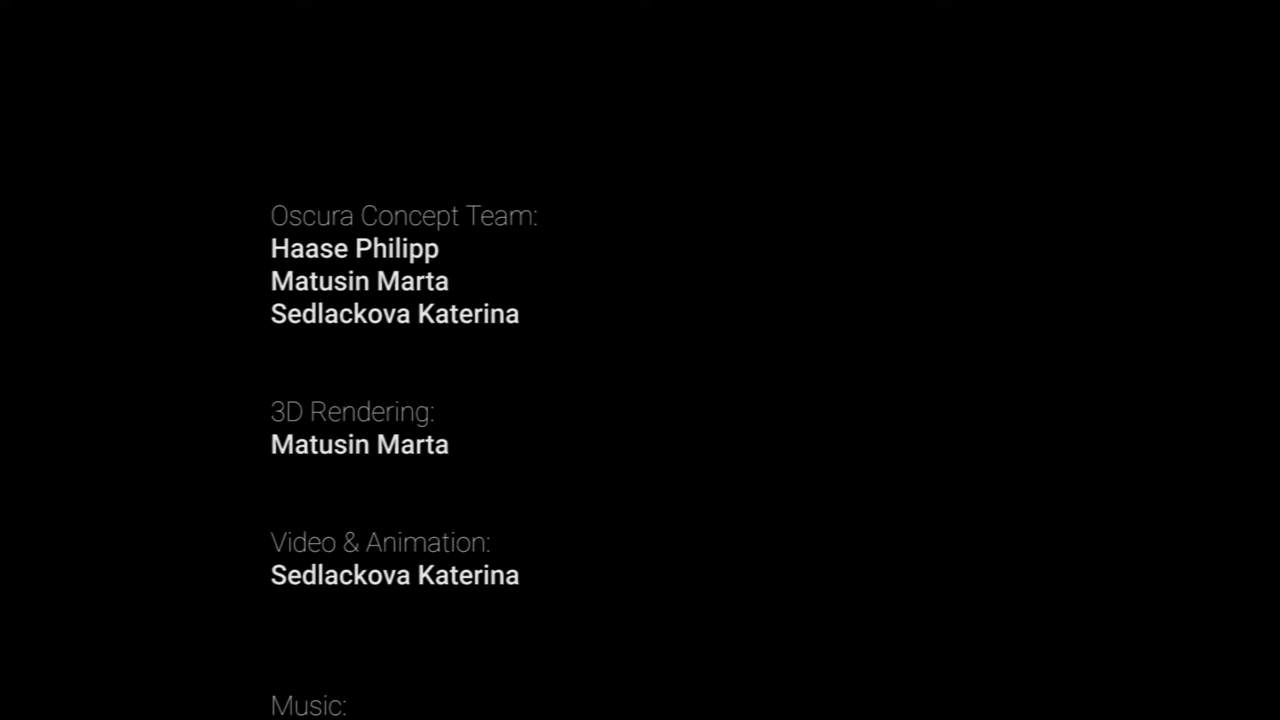 Oscura Concept Team:
Haase Philipp
Matusin Marta
Sedlackova Katerina
3D Rendering:
Matusin Marta
Video & Animation:
Sedlackova Katerina
Music: